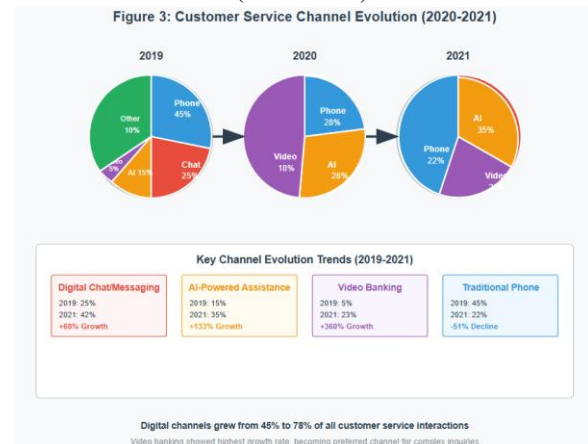 Figure 3: Customer Service Channel Evolution (2020-2021)
2019
2020
2021
Phone
45%
Chat
25%
AI 15%
5%
Other
10%
Phone
28%
AI
28%
Video
18%
AI
35%
Video
Phone
22%
Key Channel Evolution Trends (2019-2021)
Digital Chat/Messaging
2019: 25%
2021: 42%
+68% Growth
AI-Powered Assistance
2019: 15%
2021: 35%
+133% Growth
Video Banking
2019: 5%
2021: 23%
+360% Growth
Traditional Phone
2019: 45%
2021: 22%
-51% Decline
Digital channels grew from 45% to 78% of all customer service interactions
Video banking showed highest growth rate, becoming preferred channel for complex inquiries